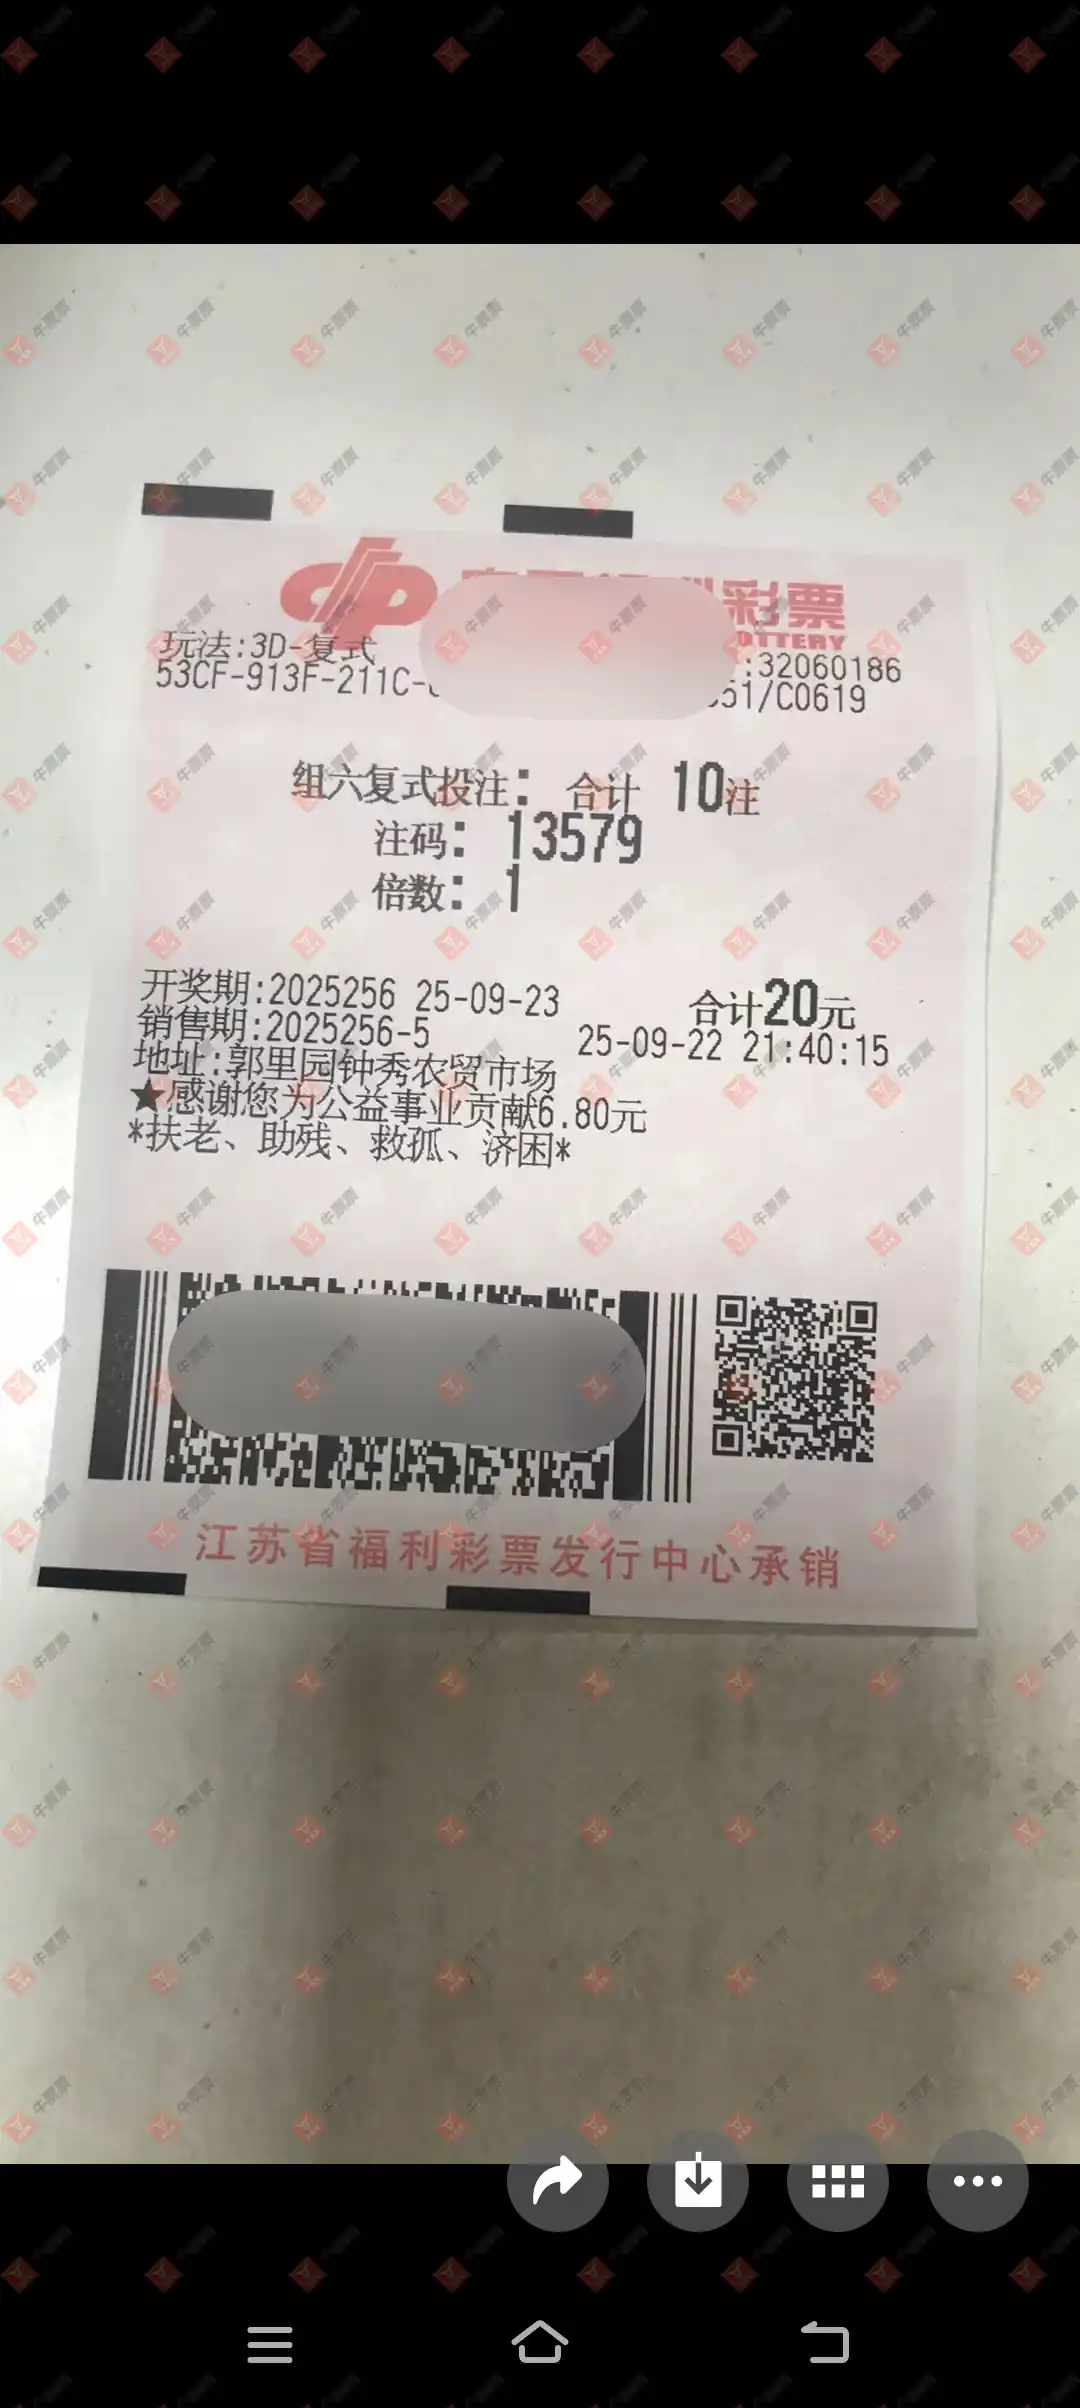 彩票
OTTERY
玩法:3D-复式
:32060186
53CF-913F-211C-
51/C0619
组六复式投注: 合计 10注
注码: 13579
倍数: 1
开奖期:2025256 25-09-23 合计20元
销售期:2025256-5 25-09-22 21:40:15
地址:郭里园钟秀农贸市场
★感谢您为公益事业贡献6.80元
*扶老、助残、救孤、济困*
江苏省福利彩票发行中心承销